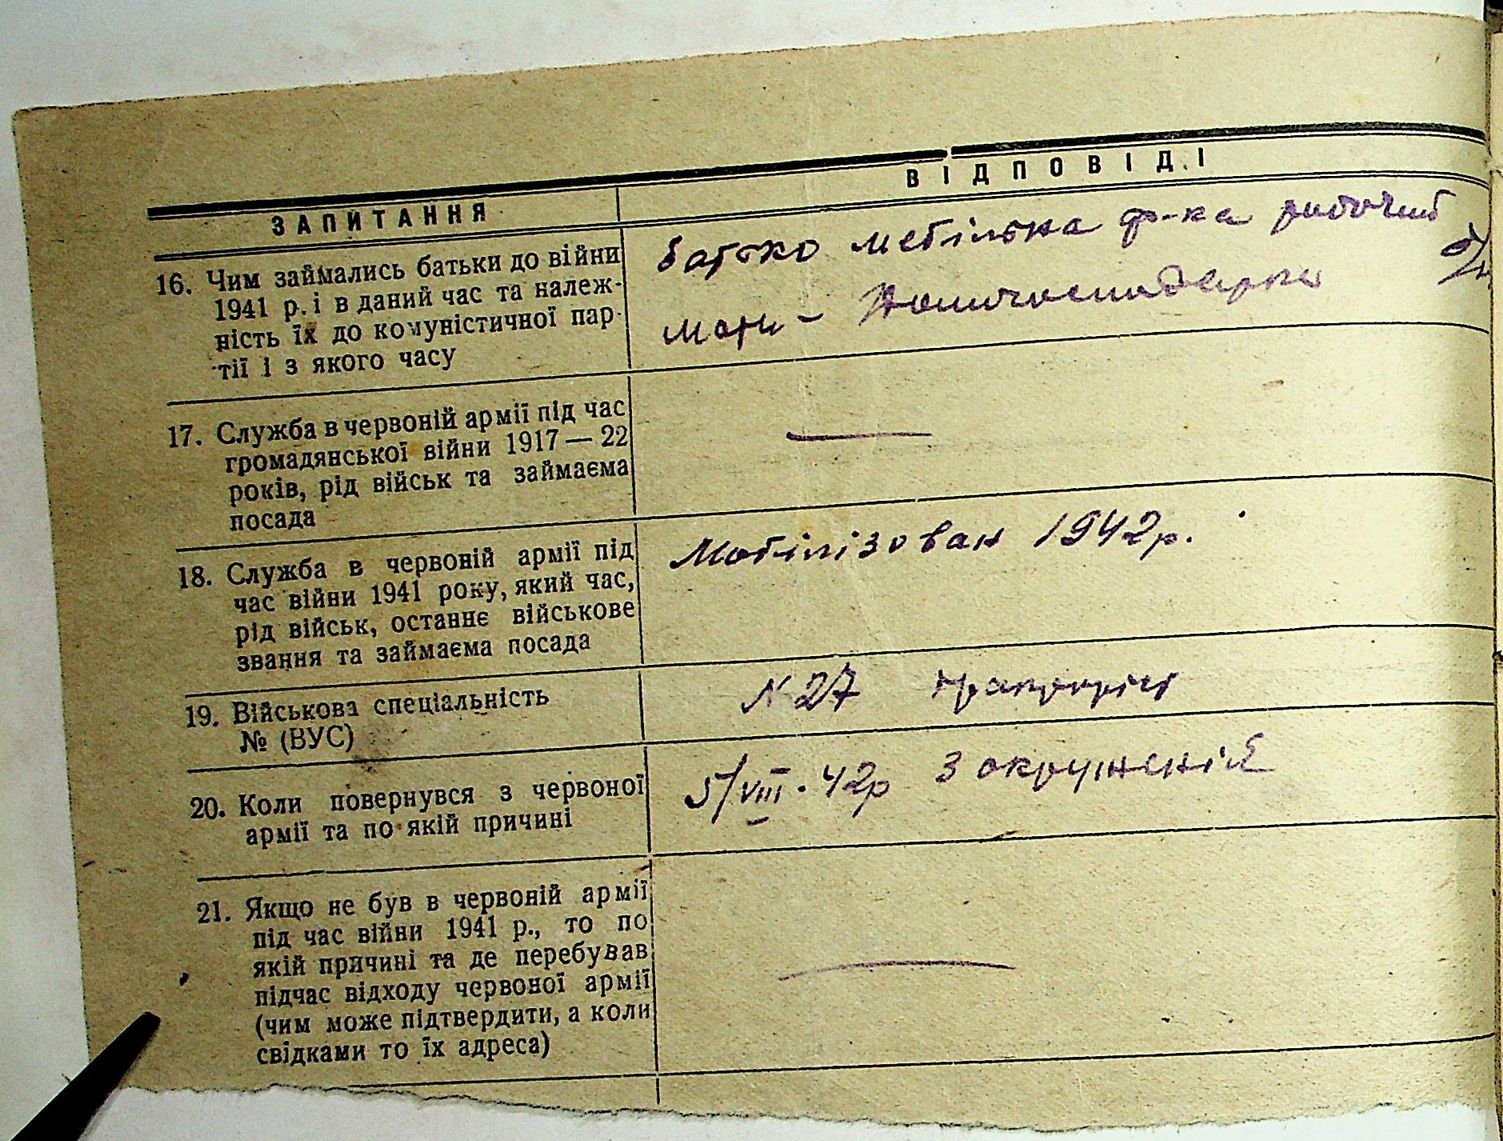 ЗАПИТАННЯ
ВІДПОВІДІ
16. Чим займались батьки до війни
1941 р. і в даний час та належ-
ність їх до комуністичної пар-
тії і з якого часу
Батько мебільна ф-ка рабочий
б/п
Мати - домогосподарка
17. Служба в червоній армії під час
громадянської війни 1917 — 22
років, рід військ та займаєма
посада
—
18. Служба в червоній армії під
час війни 1941 року, який час,
рід військ, останнє військове
звання та займаєма посада
Мобілізован 1942р.
19. Військова спеціальність
№ (ВУС)
N 27
20. Коли повернувся з червоної
армії та по якій причині
5/VIII. 42р З окруженія
21. Якщо не був в червоній армії
під час війни 1941 р., то по
якій причині та де перебував
підчас відходу червоної армії
(чим може підтвердити, а коли
свідками то їх адреса)
—